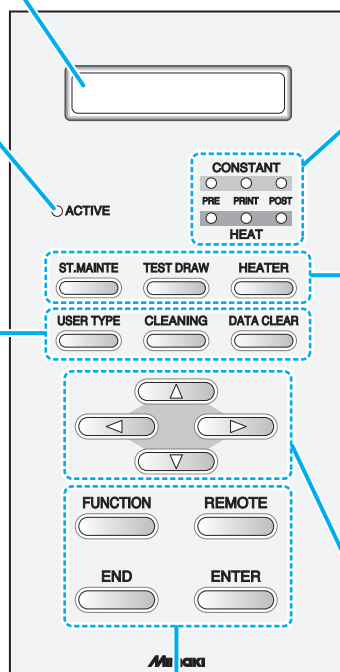 CONSTANT
PRE PRINT POST
HEAT
ACTIVE
ST.MAINTE TEST DRAW HEATER
USER TYPE CLEANING DATA CLEAR
FUNCTION REMOTE
END ENTER